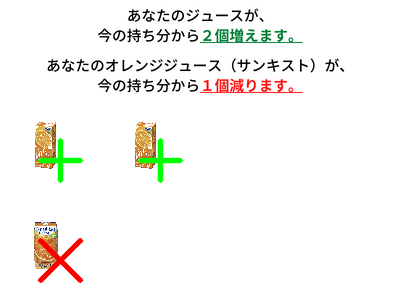 あなたのジュースが、
今の持ち分から２個増えます。
あなたのオレンジジュース（サンキスト）が、
今の持ち分から１個減ります。